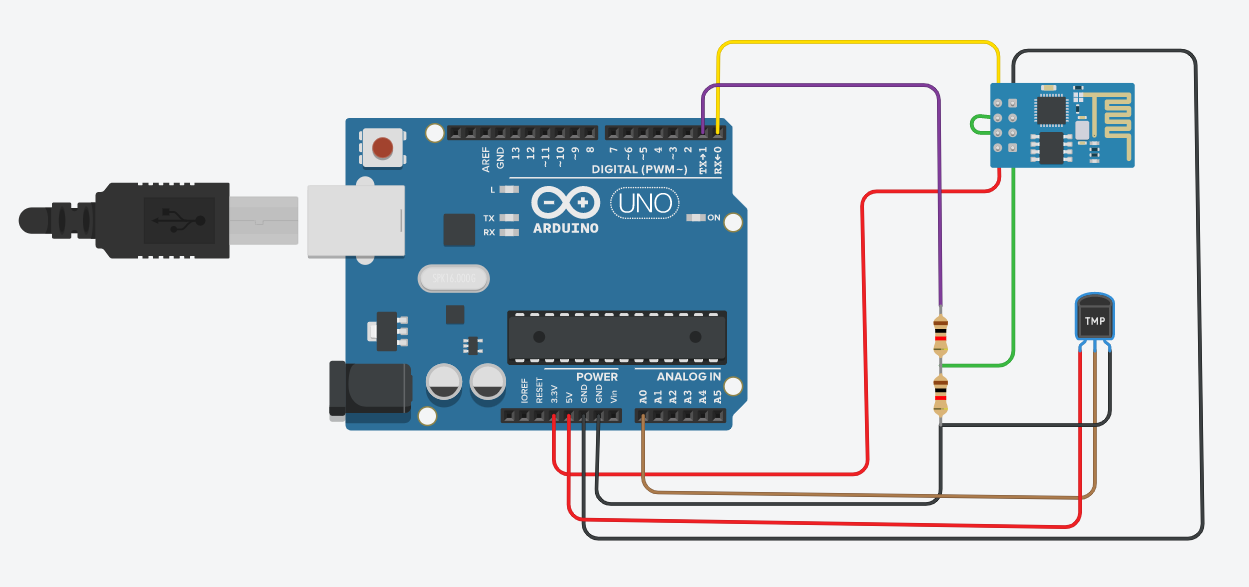 AREF
GND
13
12
~11
~10
~9
8
7
~6
~5
4
~3
2
TX→1
RX←0
DIGITAL (PWM~)
L
TX
RX
ARDUINO
UNO
ON
TMP
POWER
ANALOG IN
IOREF
RESET
3.3V
5V
GND
GND
Vin
A0
A1
A2
A3
A4
A5